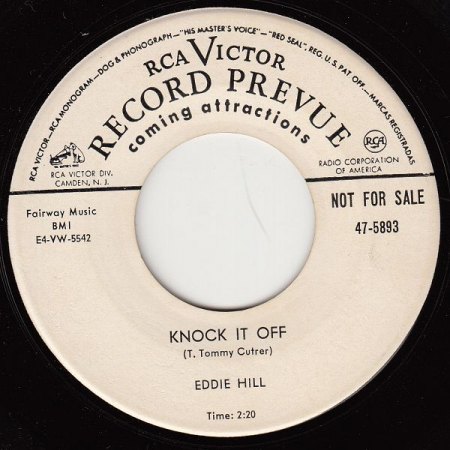 RCA VICTOR—RCA MONOGRAM—DOG & PHONOGRAPH—"HIS MASTER'S VOICE"—"RED SEAL", REG. U.S. PAT. OFF.—MARCAS REGISTRADAS
RCA VICTOR
RECORD PREVUE
coming attractions
RCA VICTOR DIV.
CAMDEN, N. J.
RCA
RADIO CORPORATION
OF AMERICA
NOT FOR SALE
47-5893
Fairway Music
BMI
E4-VW-5542
KNOCK IT OFF
(T. Tommy Cutrer)
EDDIE HILL
Time: 2:20